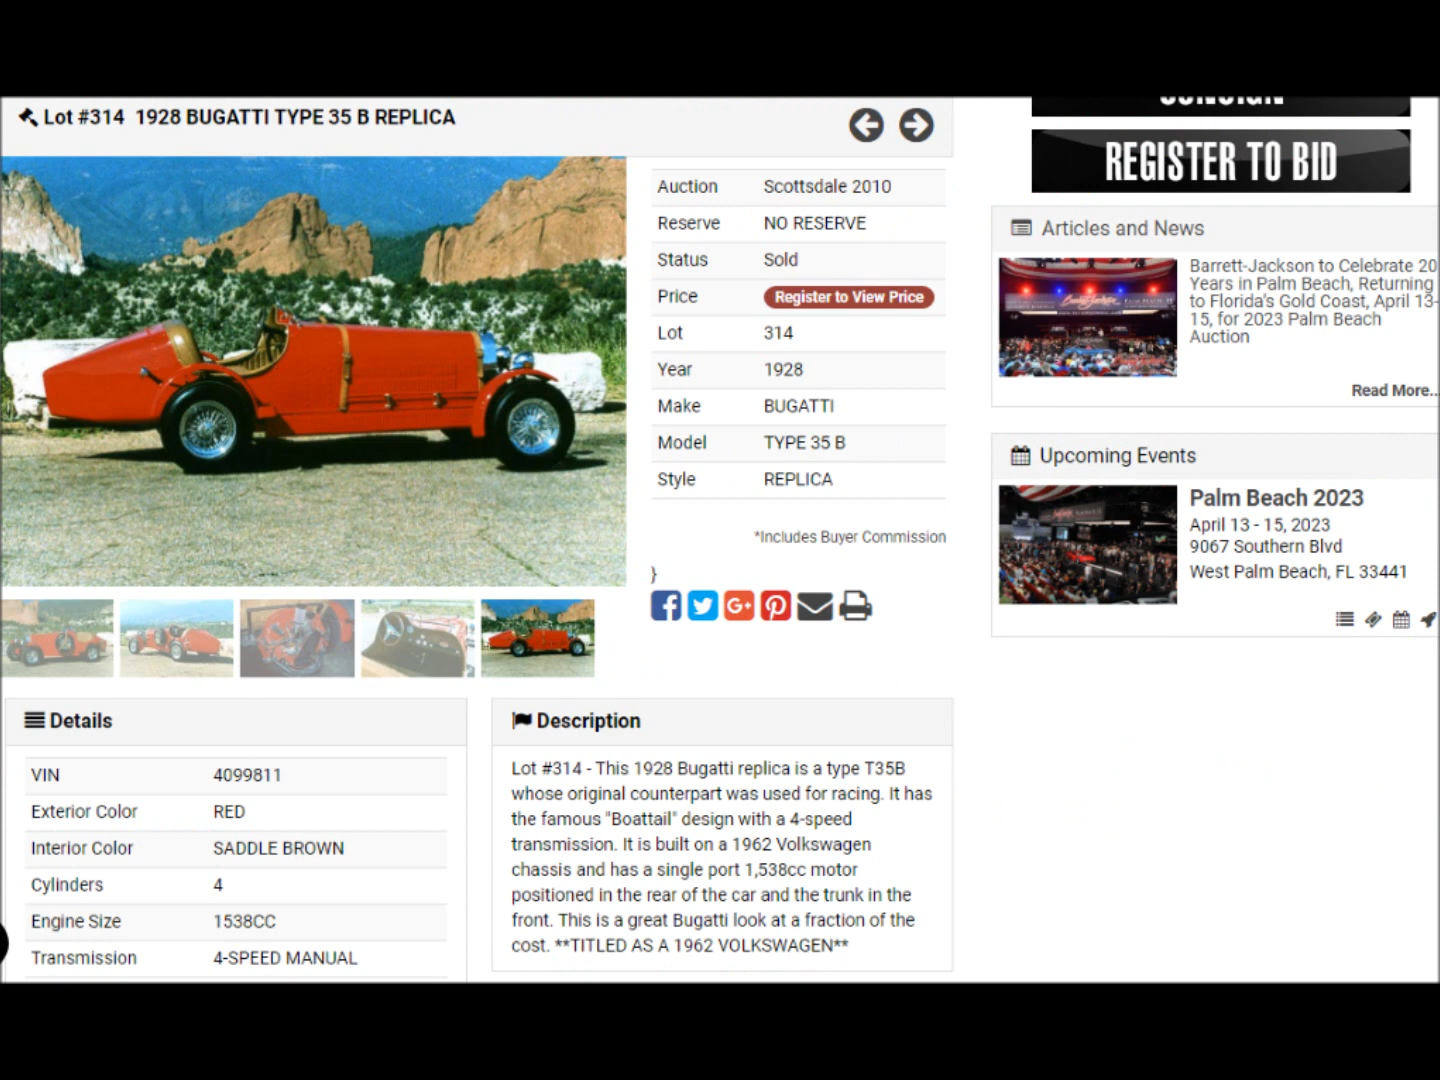 CONSIGN
Lot #314 1928 BUGATTI TYPE 35 B REPLICA
REGISTER TO BID
Auction Scottsdale 2010
Reserve NO RESERVE
Status Sold
Price Register to View Price
Lot 314
Year 1928
Make BUGATTI
Model TYPE 35 B
Style REPLICA
*Includes Buyer Commission
}
Articles and News
Barrett-Jackson to Celebrate 20
Years in Palm Beach, Returning
to Florida's Gold Coast, April 13-
15, for 2023 Palm Beach
Auction
Read More...
Upcoming Events
Palm Beach 2023
April 13 - 15, 2023
9067 Southern Blvd
West Palm Beach, FL 33441
Details
VIN 4099811
Exterior Color RED
Interior Color SADDLE BROWN
Cylinders 4
Engine Size 1538CC
Transmission 4-SPEED MANUAL
Description
Lot #314 - This 1928 Bugatti replica is a type T35B
whose original counterpart was used for racing. It has
the famous "Boattail" design with a 4-speed
transmission. It is built on a 1962 Volkswagen
chassis and has a single port 1,538cc motor
positioned in the rear of the car and the trunk in the
front. This is a great Bugatti look at a fraction of the
cost. **TITLED AS A 1962 VOLKSWAGEN**